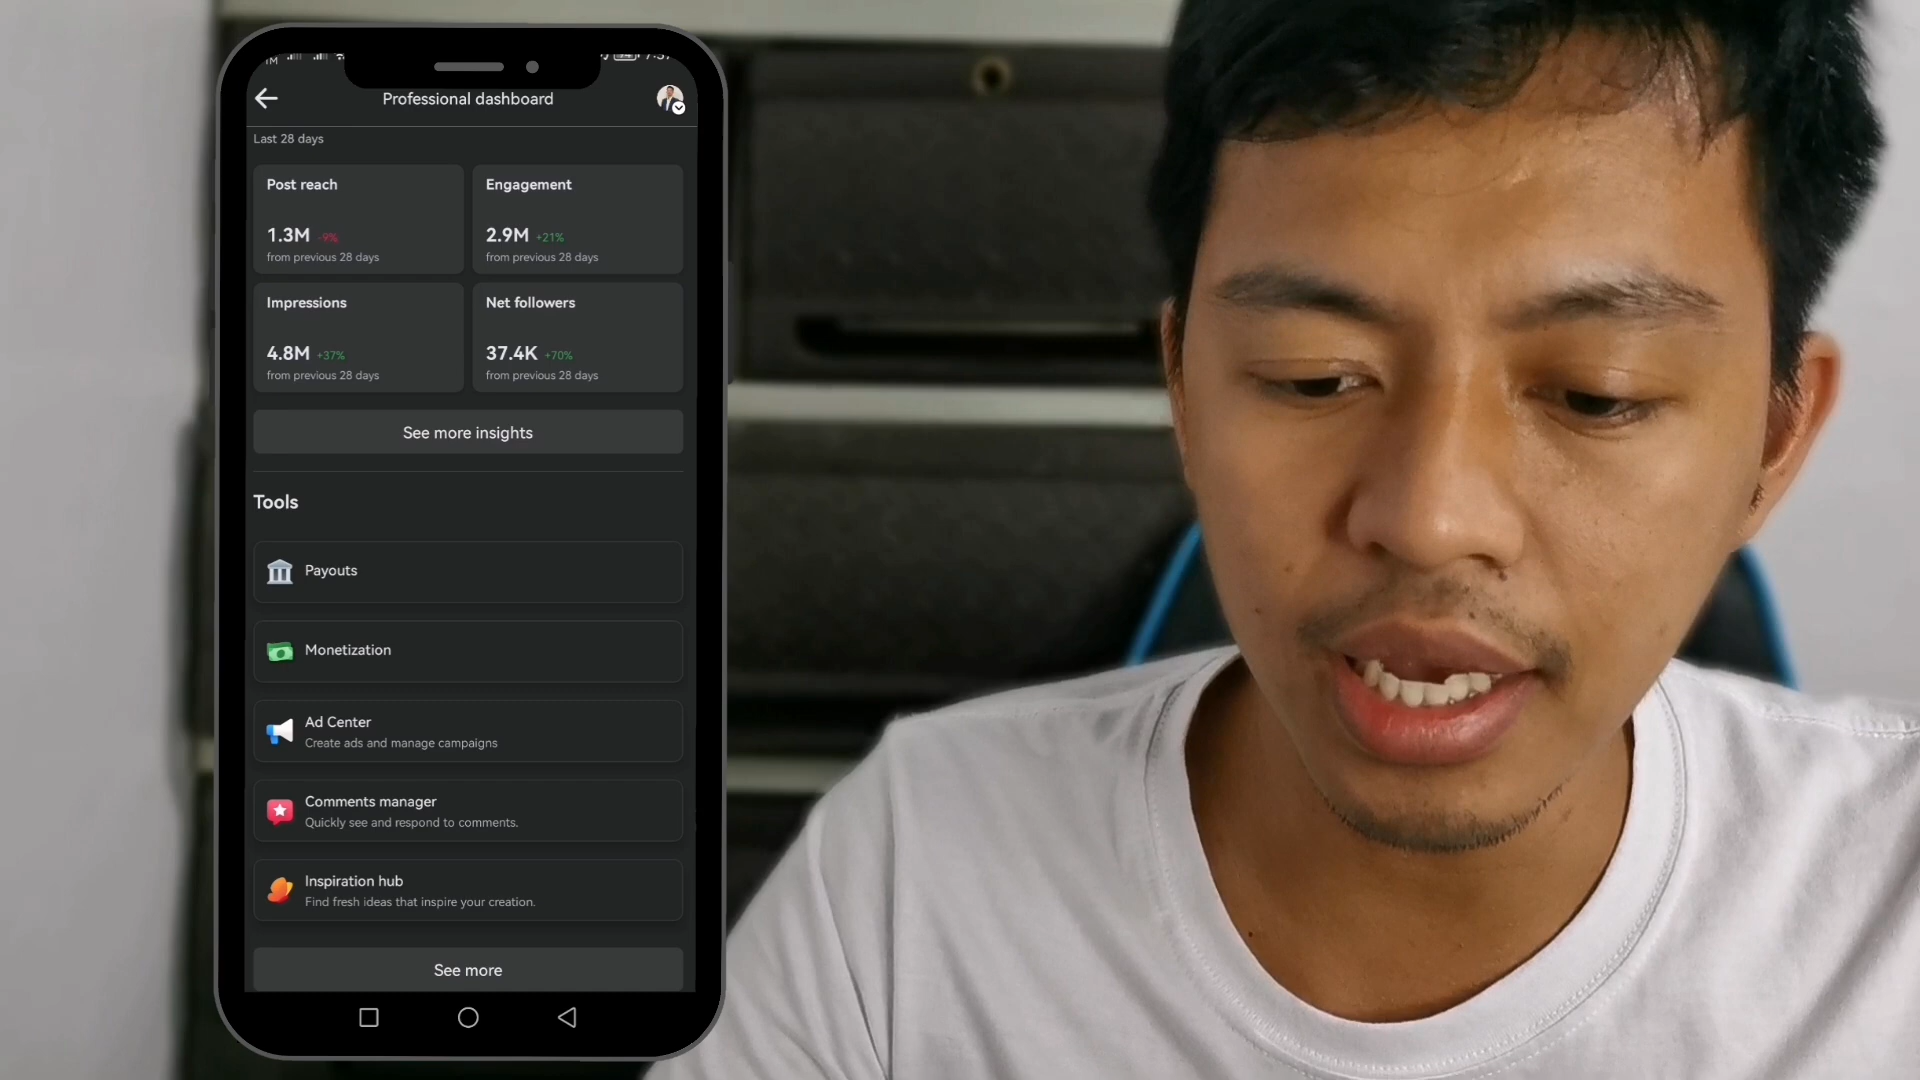 Professional dashboard
Last 28 days
Post reach
1.3M -9%
from previous 28 days
Engagement
2.9M +21%
from previous 28 days
Impressions
4.8M +37%
from previous 28 days
Net followers
37.4K +70%
from previous 28 days
See more insights
Tools
Payouts
Monetization
Ad Center
Create ads and manage campaigns
Comments manager
Quickly see and respond to comments.
Inspiration hub
Find fresh ideas that inspire your creation.
See more